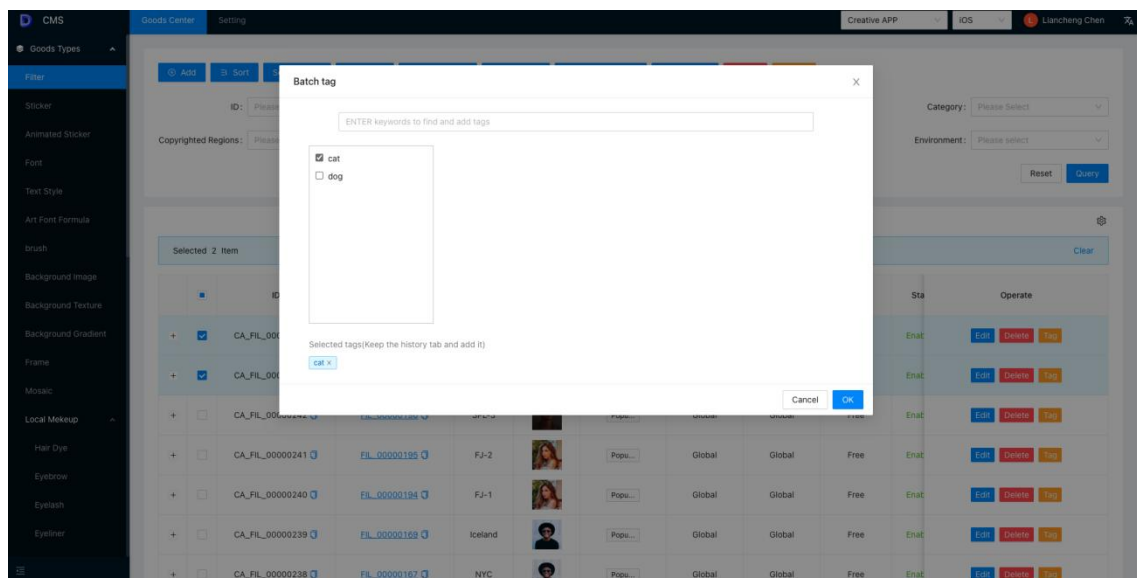 CMS
Goods Center Setting
Creative APP iOS Liancheng Chen
Goods Types
Filter
Sticker
Animated Sticker
Font
Text Style
Art Font Formula
brush
Background Image
Background Texture
Background Gradient
Frame
Mosaic
Local Mekeup
Hair Dye
Eyebrow
Eyelash
Eyeliner
Add Sort
ID:
Category: Please Select
Copyrighted Regions:
Environment: Please select
Reset Query
Batch tag
ENTER keywords to find and add tags
cat
dog
Selected tags(Keep the history tab and add it)
cat ×
Cancel OK
Selected 2 Item Clear
Operate
Edit Delete Tag
Edit Delete Tag
Free Edit Delete Tag
CA_FIL_00000241 FIL_00000195 FJ-2 Popu... Global Global Free Edit Delete Tag
CA_FIL_00000240 FIL_00000194 FJ-1 Popu... Global Global Free Edit Delete Tag
CA_FIL_00000239 FIL_00000169 Iceland Popu... Global Global Free Edit Delete Tag
CA_FIL_00000238 FIL_00000167 NYC Popu... Global Global Free Edit Delete Tag